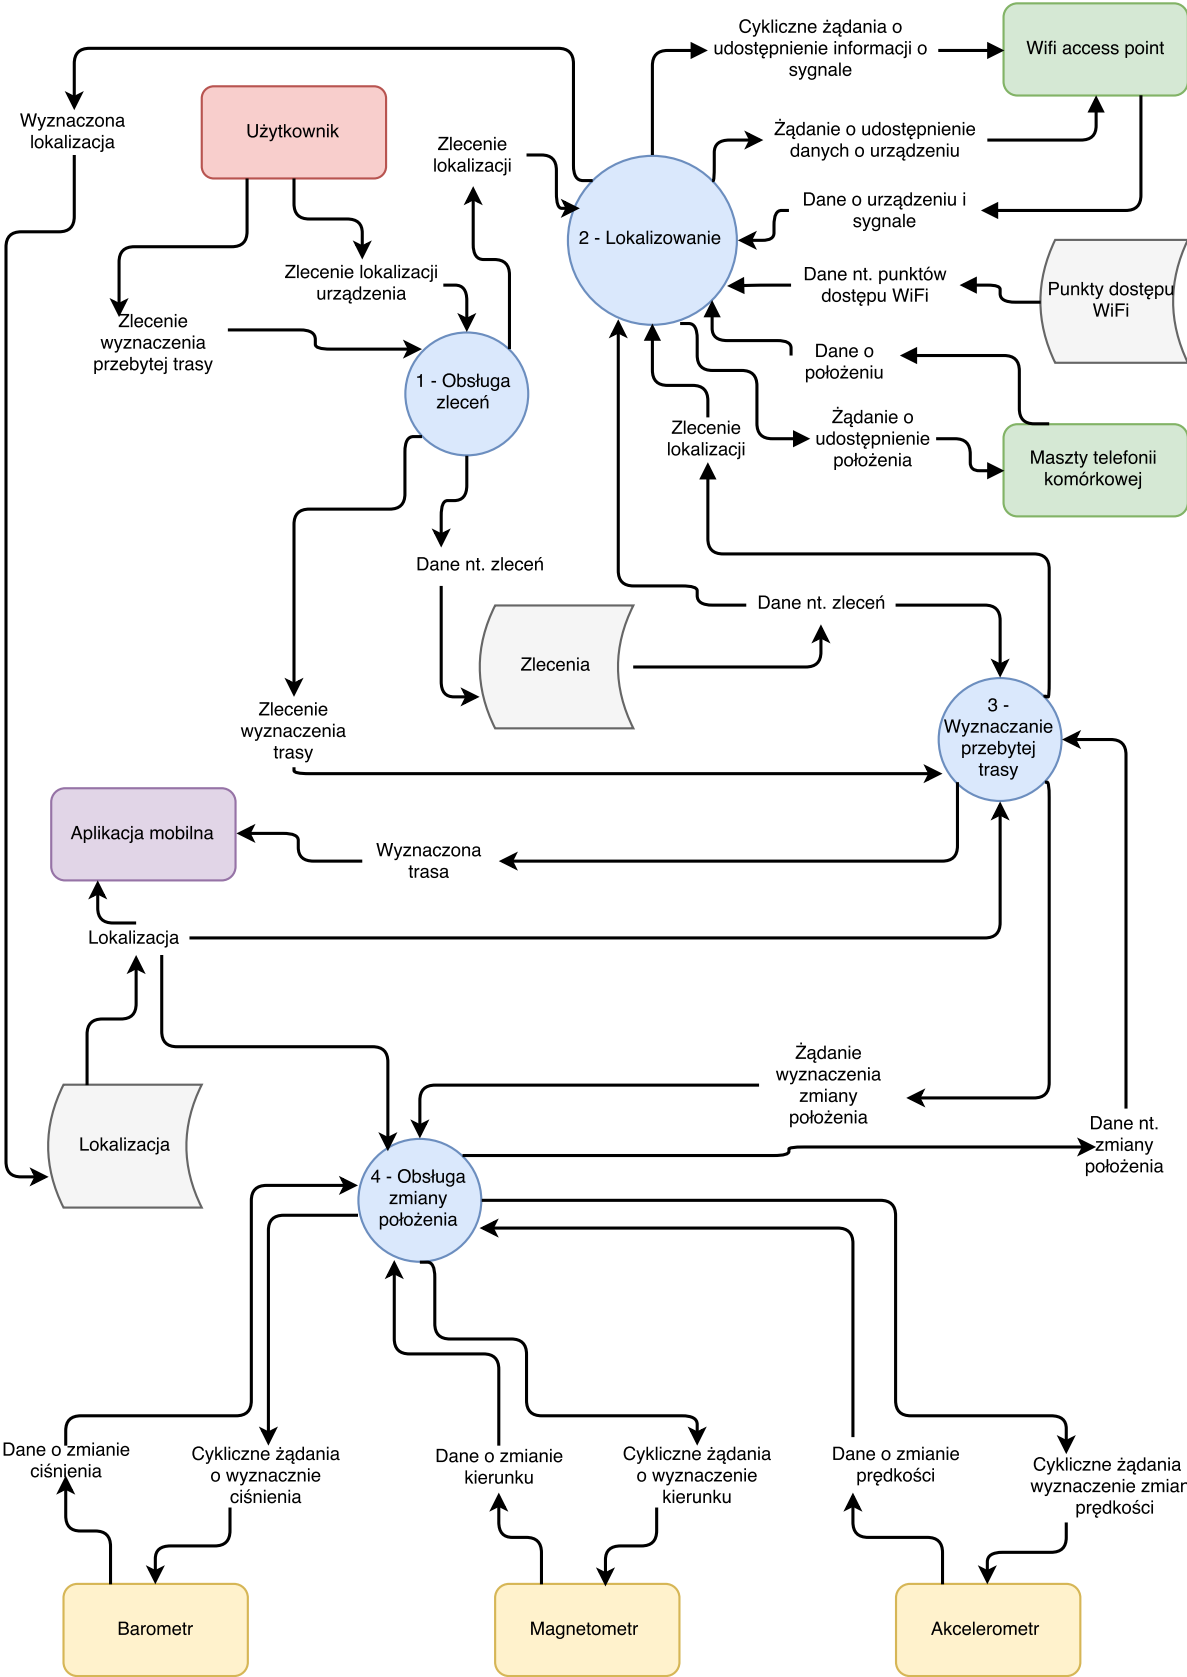 Cykliczne żądania o
udostępnienie informacji o
sygnale
Wifi access point
Wyznaczona
lokalizacja
Użytkownik
Zlecenie
lokalizacji
Żądanie o udostępnienie
danych o urządzeniu
Dane o urządzeniu i
sygnale
2 - Lokalizowanie
Zlecenie lokalizacji
urządzenia
Dane nt. punktów
dostępu WiFi
Punkty dostępu
WiFi
Zlecenie
wyznaczenia
przebytej trasy
1 - Obsługa
zleceń
Dane o
położeniu
Zlecenie
lokalizacji
Żądanie o
udostępnienie
położenia
Maszty telefonii
komórkowej
Dane nt. zleceń
Dane nt. zleceń
Zlecenia
Zlecenie
wyznaczenia
trasy
3 -
Wyznaczanie
przebytej
trasy
Aplikacja mobilna
Wyznaczona
trasa
Lokalizacja
Żądanie
wyznaczenia
zmiany
położenia
Lokalizacja
Dane nt.
zmiany
położenia
4 - Obsługa
zmiany
położenia
Dane o zmianie
ciśnienia
Cykliczne żądania
o wyznacznie
ciśnienia
Dane o zmianie
kierunku
Cykliczne żądania
o wyznaczenie
kierunku
Dane o zmianie
prędkości
Cykliczne żądania
wyznaczenie zmian
prędkości
Barometr
Magnetometr
Akcelerometr